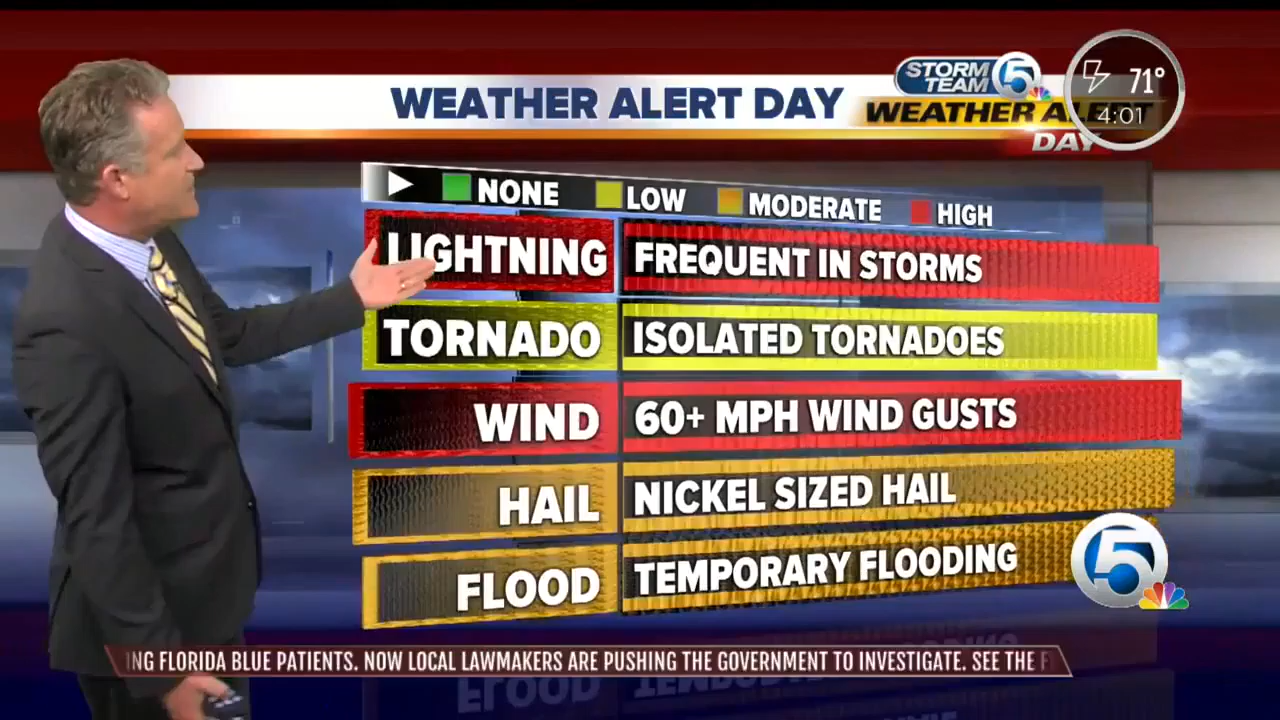 WEATHER ALERT DAY
STORM
TEAM
5
WEATHER ALERT
DAY
71°
4:01
NONE
LOW
MODERATE
HIGH
LIGHTNING
FREQUENT IN STORMS
TORNADO
ISOLATED TORNADOES
WIND
60+ MPH WIND GUSTS
HAIL
NICKEL SIZED HAIL
FLOOD
TEMPORARY FLOODING
5
ING FLORIDA BLUE PATIENTS. NOW LOCAL LAWMAKERS ARE PUSHING THE GOVERNMENT TO INVESTIGATE. SEE THE F